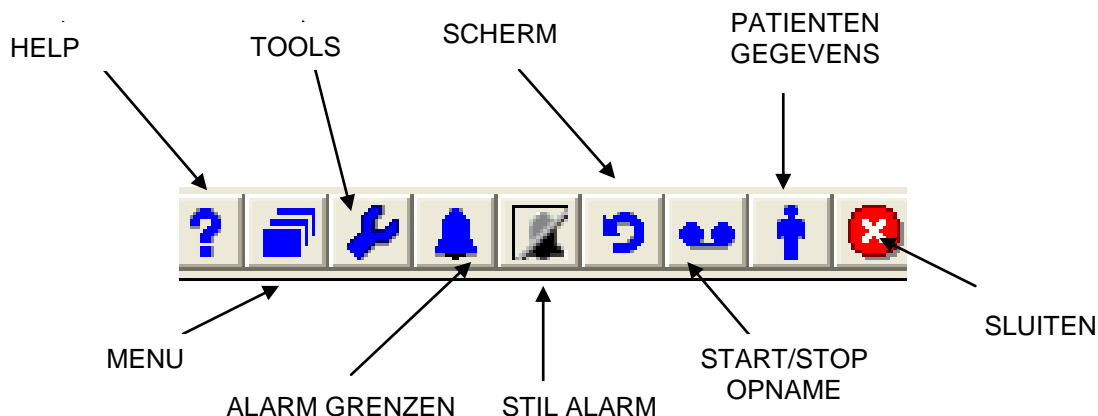 HELP
TOOLS
SCHERM
PATIENTEN
GEGEVENS
?
MENU
ALARM GRENZEN
STIL ALARM
START/STOP
OPNAME
SLUITEN